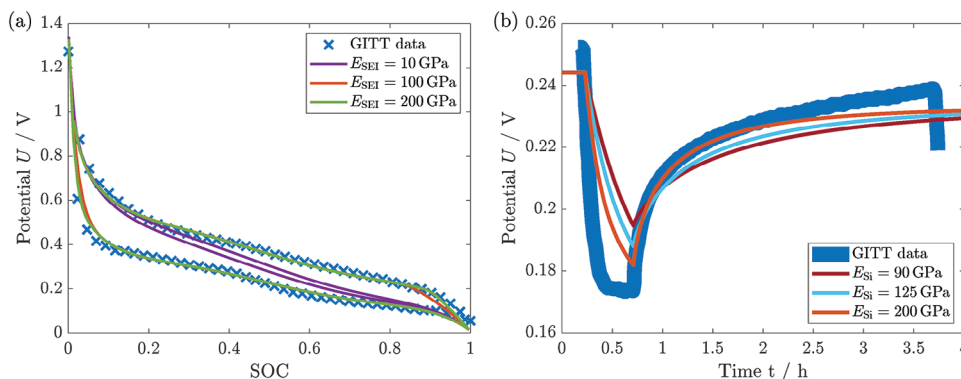 (a)
1.4
1.2
1
0.8
0.6
0.4
0.2
0
Potential U / V
GITT data
E_SEI = 10 GPa
E_SEI = 100 GPa
E_SEI = 200 GPa
0 0.2 0.4 0.6 0.8 1
SOC
(b)
0.26
0.24
0.22
0.2
0.18
0.16
Potential U / V
GITT data
E_Si = 90 GPa
E_Si = 125 GPa
E_Si = 200 GPa
0 0.5 1 1.5 2 2.5 3 3.5 4
Time t / h